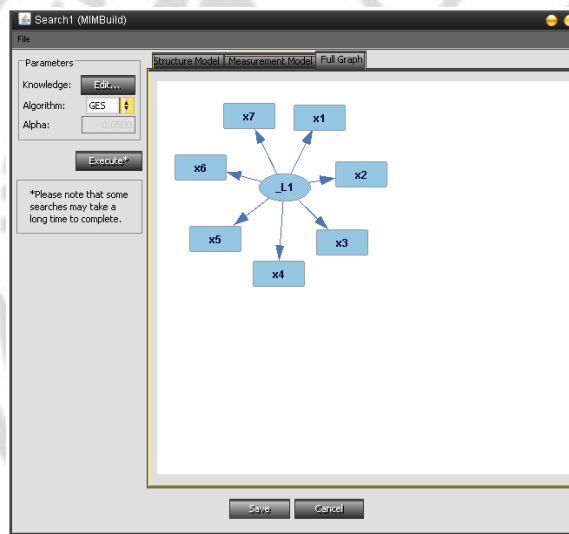 Search1 (MIMBuild)
File
Parameters
Knowledge: Edit...
Algorithm: GES
Alpha: 0.0500
Execute*
*Please note that some
searches may take a
long time to complete.
Structure Model Measurement Model Full Graph
x7
x1
x6
_L1
x2
x5
x3
x4
Save Cancel